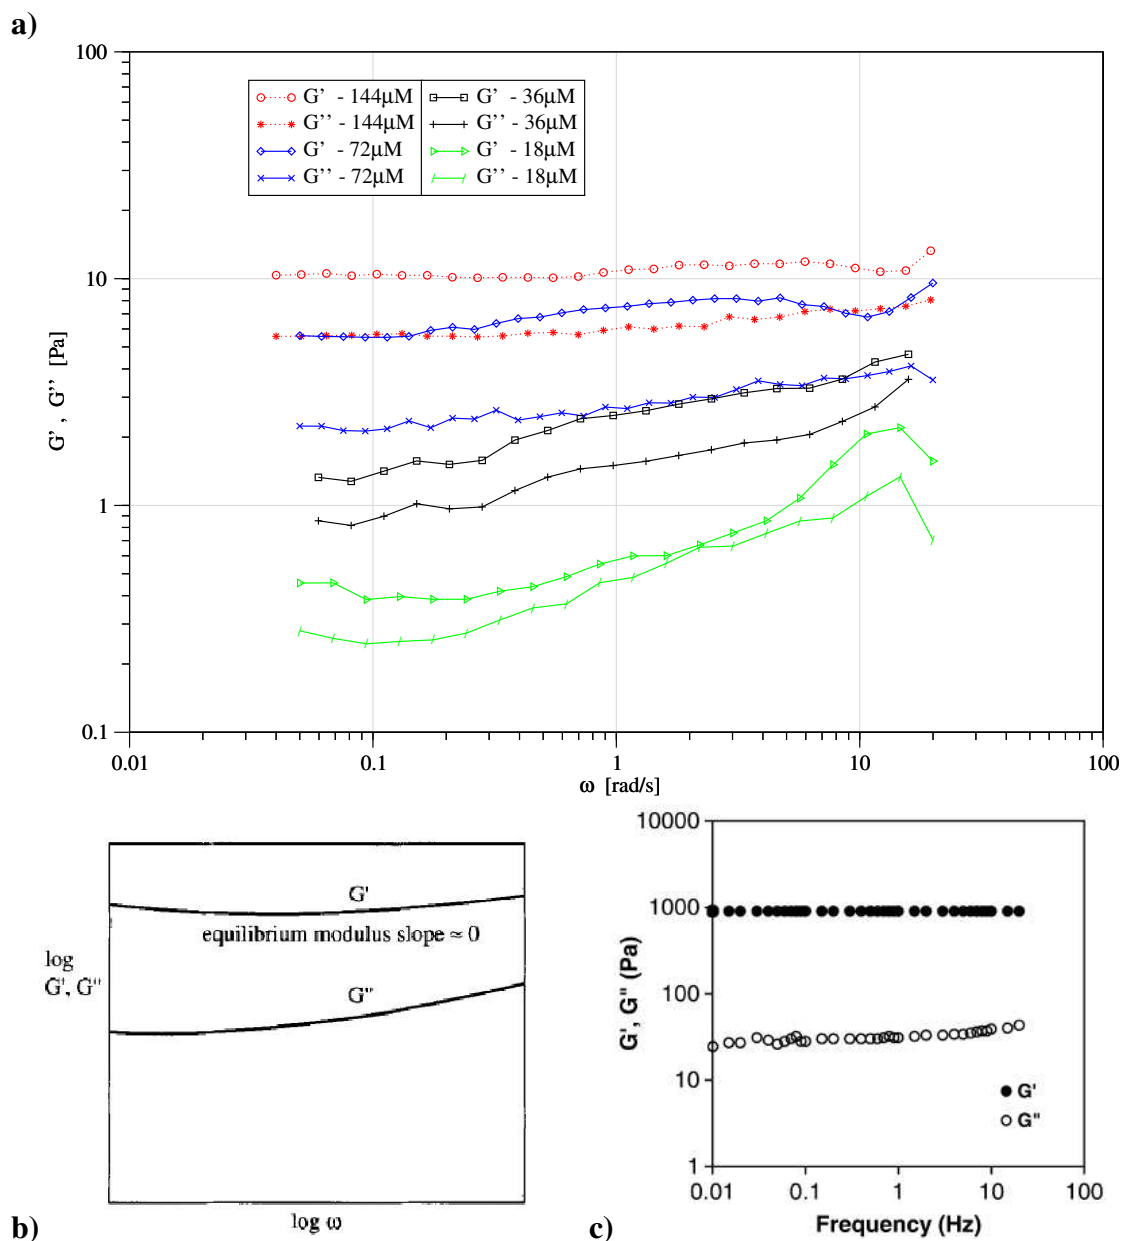 a)
100
10
1
0.1
G' , G'' [Pa]
G' - 144μM
G'' - 144μM
G' - 72μM
G'' - 72μM
G' - 36μM
G'' - 36μM
G' - 18μM
G'' - 18μM
0.01 0.1 1 10 100
ω [rad/s]
G'
equilibrium modulus slope ≈ 0
log
G', G''
G''
log ω
b)
10000
1000
100
10
1
G', G" (Pa)
G'
G"
0.01 0.1 1 10 100
Frequency (Hz)
c)